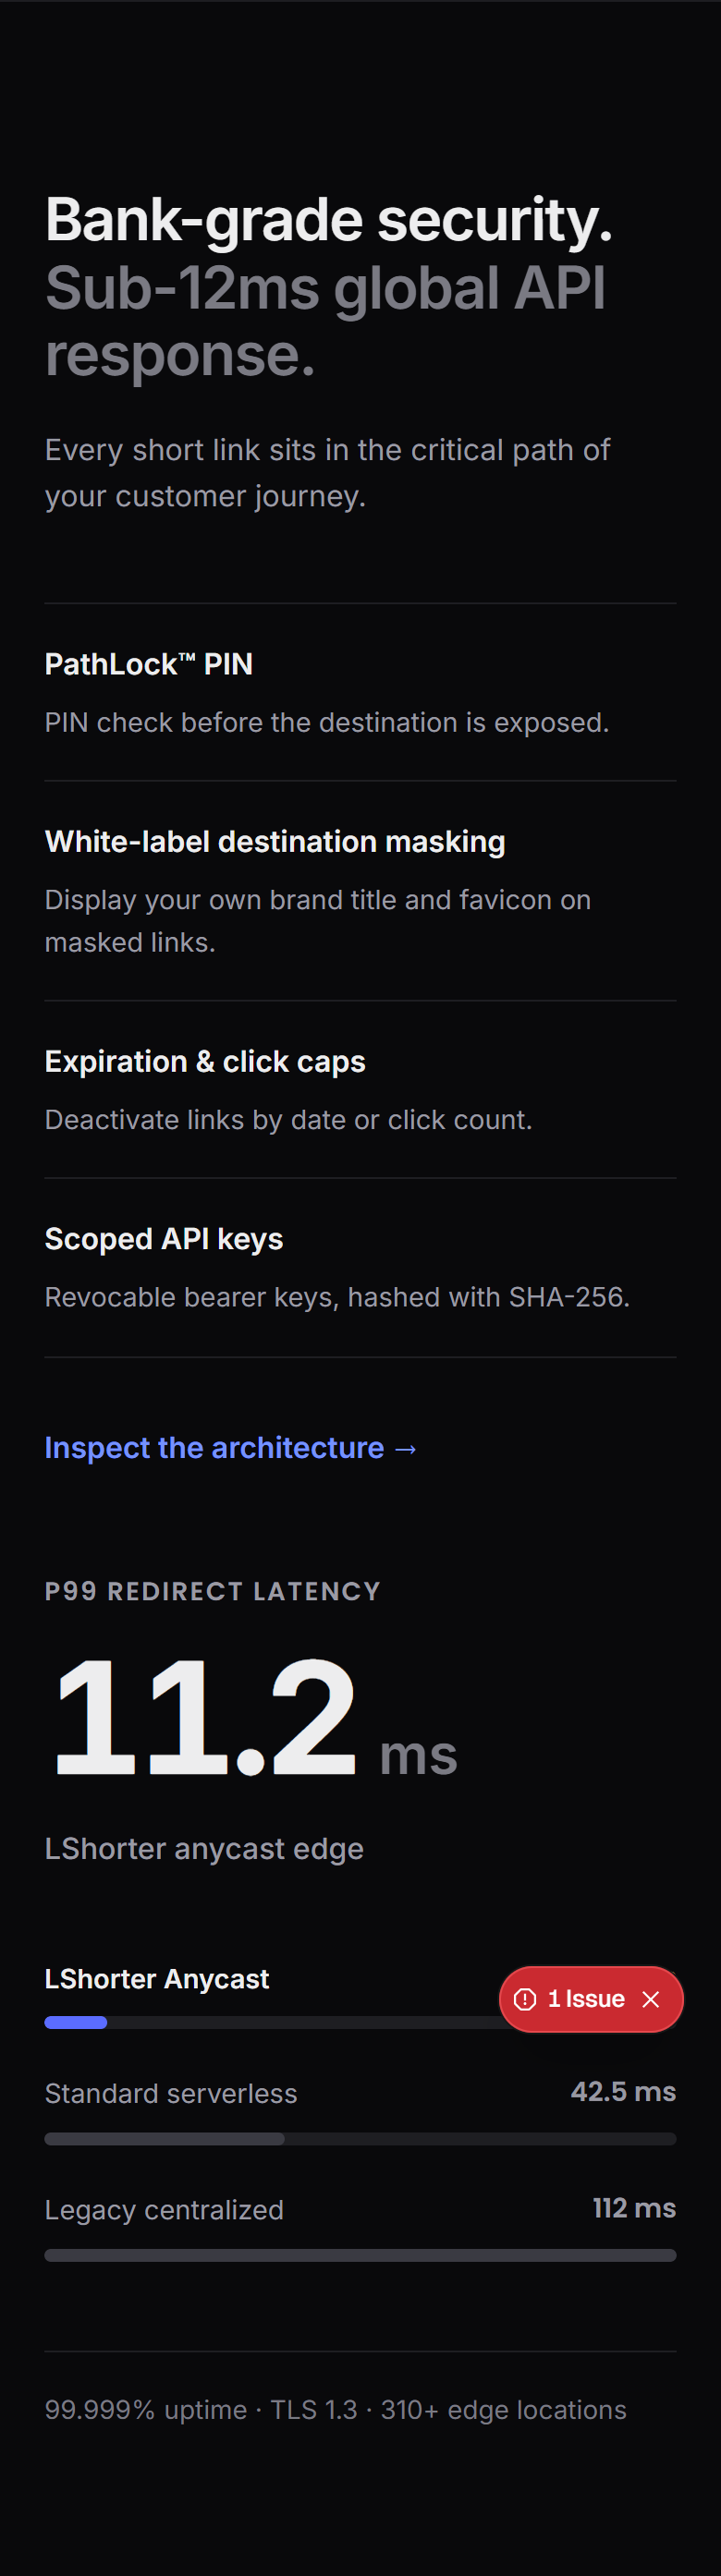 Bank-grade security.
Sub-12ms global API
response.
Every short link sits in the critical path of
your customer journey.
PathLock™ PIN
PIN check before the destination is exposed.
White-label destination masking
Display your own brand title and favicon on
masked links.
Expiration & click caps
Deactivate links by date or click count.
Scoped API keys
Revocable bearer keys, hashed with SHA-256.
Inspect the architecture →
P99 REDIRECT LATENCY
11.2 ms
LShorter anycast edge
LShorter Anycast
1 Issue
Standard serverless 42.5 ms
Legacy centralized 112 ms
99.999% uptime · TLS 1.3 · 310+ edge locations